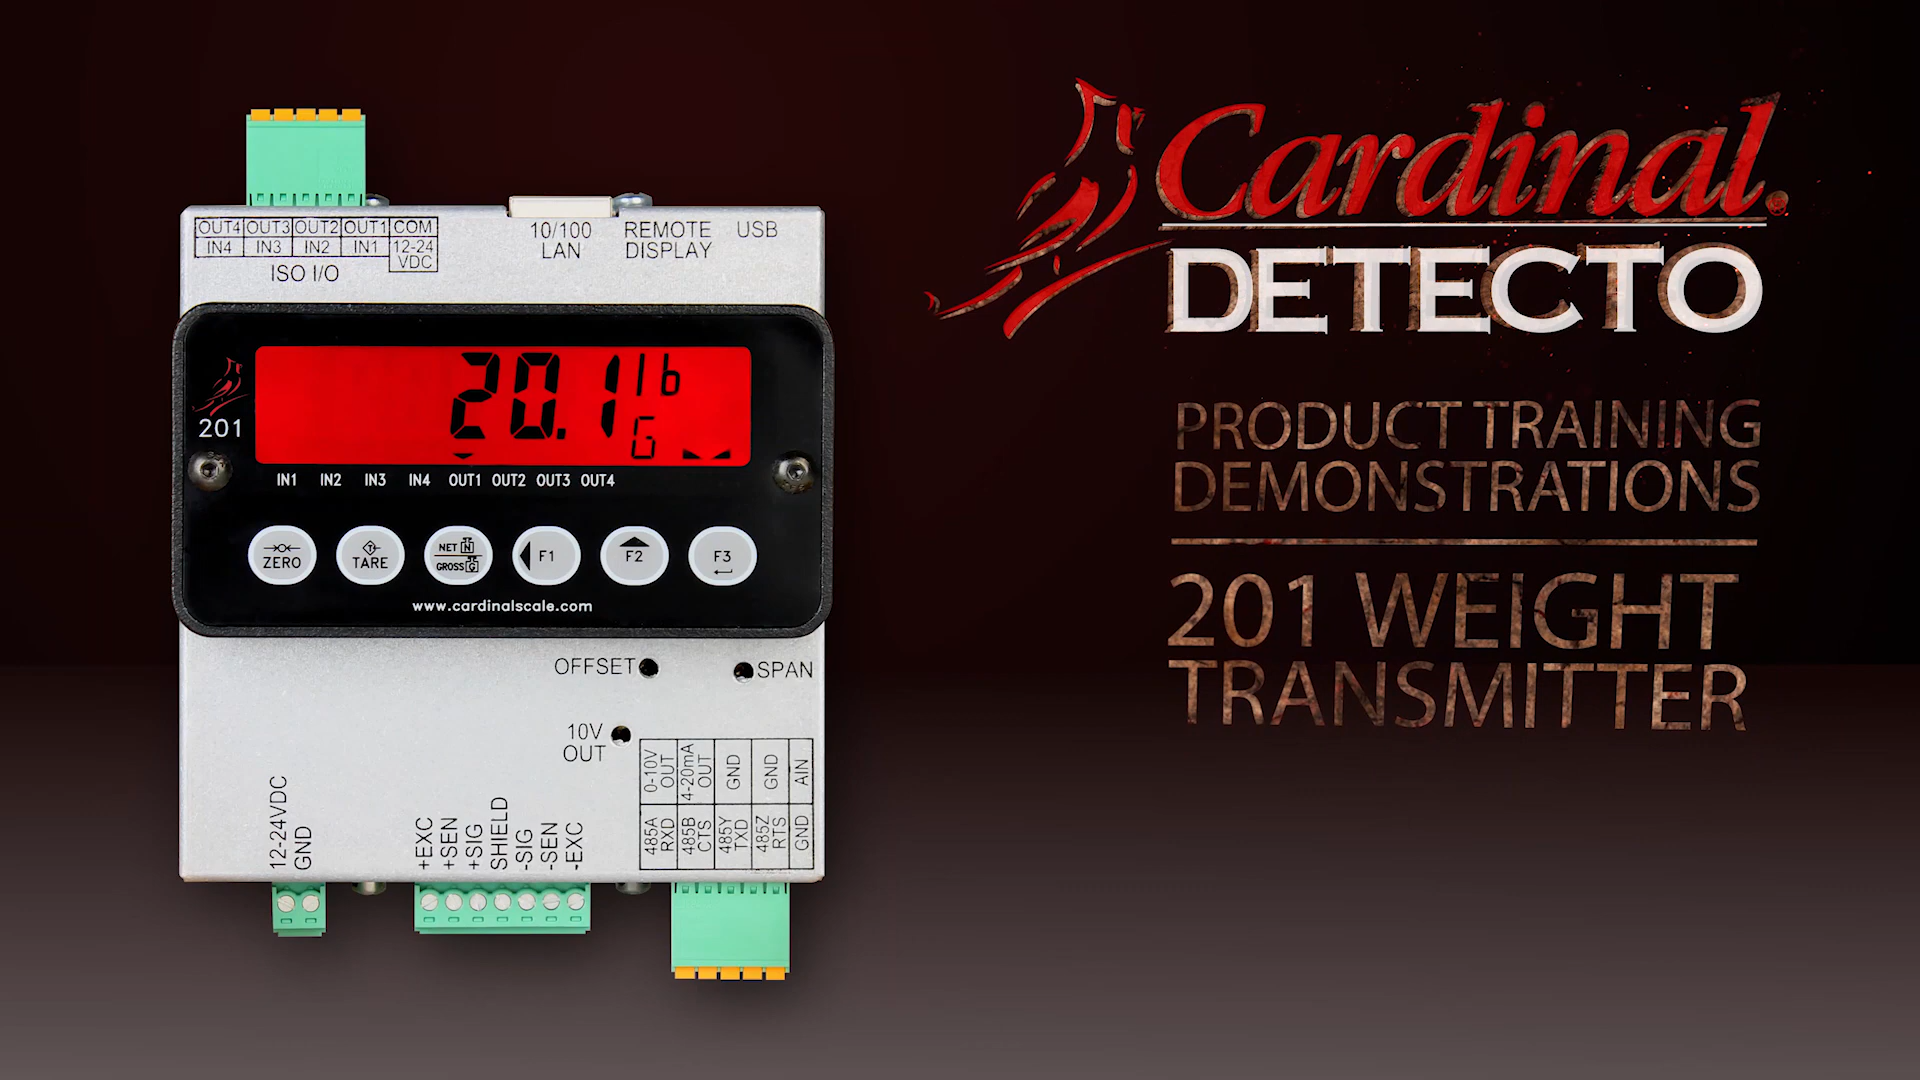 OUT4 OUT3 OUT2 OUT1 COM
IN4 IN3 IN2 IN1 12-24 VDC
ISO I/O
10/100
LAN
REMOTE
DISPLAY
USB
201
20.1 lb
G
IN1 IN2 IN3 IN4 OUT1 OUT2 OUT3 OUT4
ZERO
TARE
NET N
GROSS G
F1
F2
F3
www.cardinalscale.com
OFFSET
SPAN
10V
OUT
12-24VDC
GND
+EXC
+SEN
+SIG
SHIELD
-SIG
-SEN
-EXC
0-10V OUT
4-20mA OUT
GND
GND
AIN
485A RXD
485B CTS
485Y TXD
485Z RTS
GND
Cardinal®
DETECTO
PRODUCT TRAINING
DEMONSTRATIONS
201 WEIGHT
TRANSMITTER